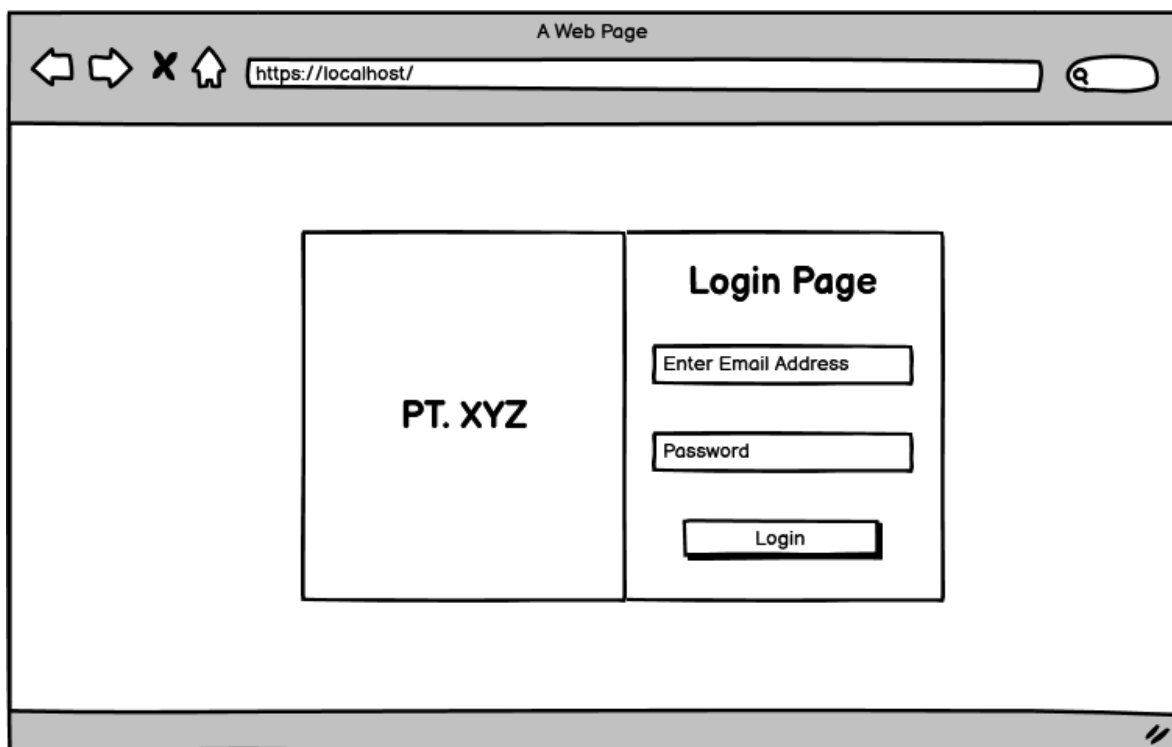 A Web Page
https://localhost/
PT. XYZ
Login Page
Enter Email Address
Password
Login